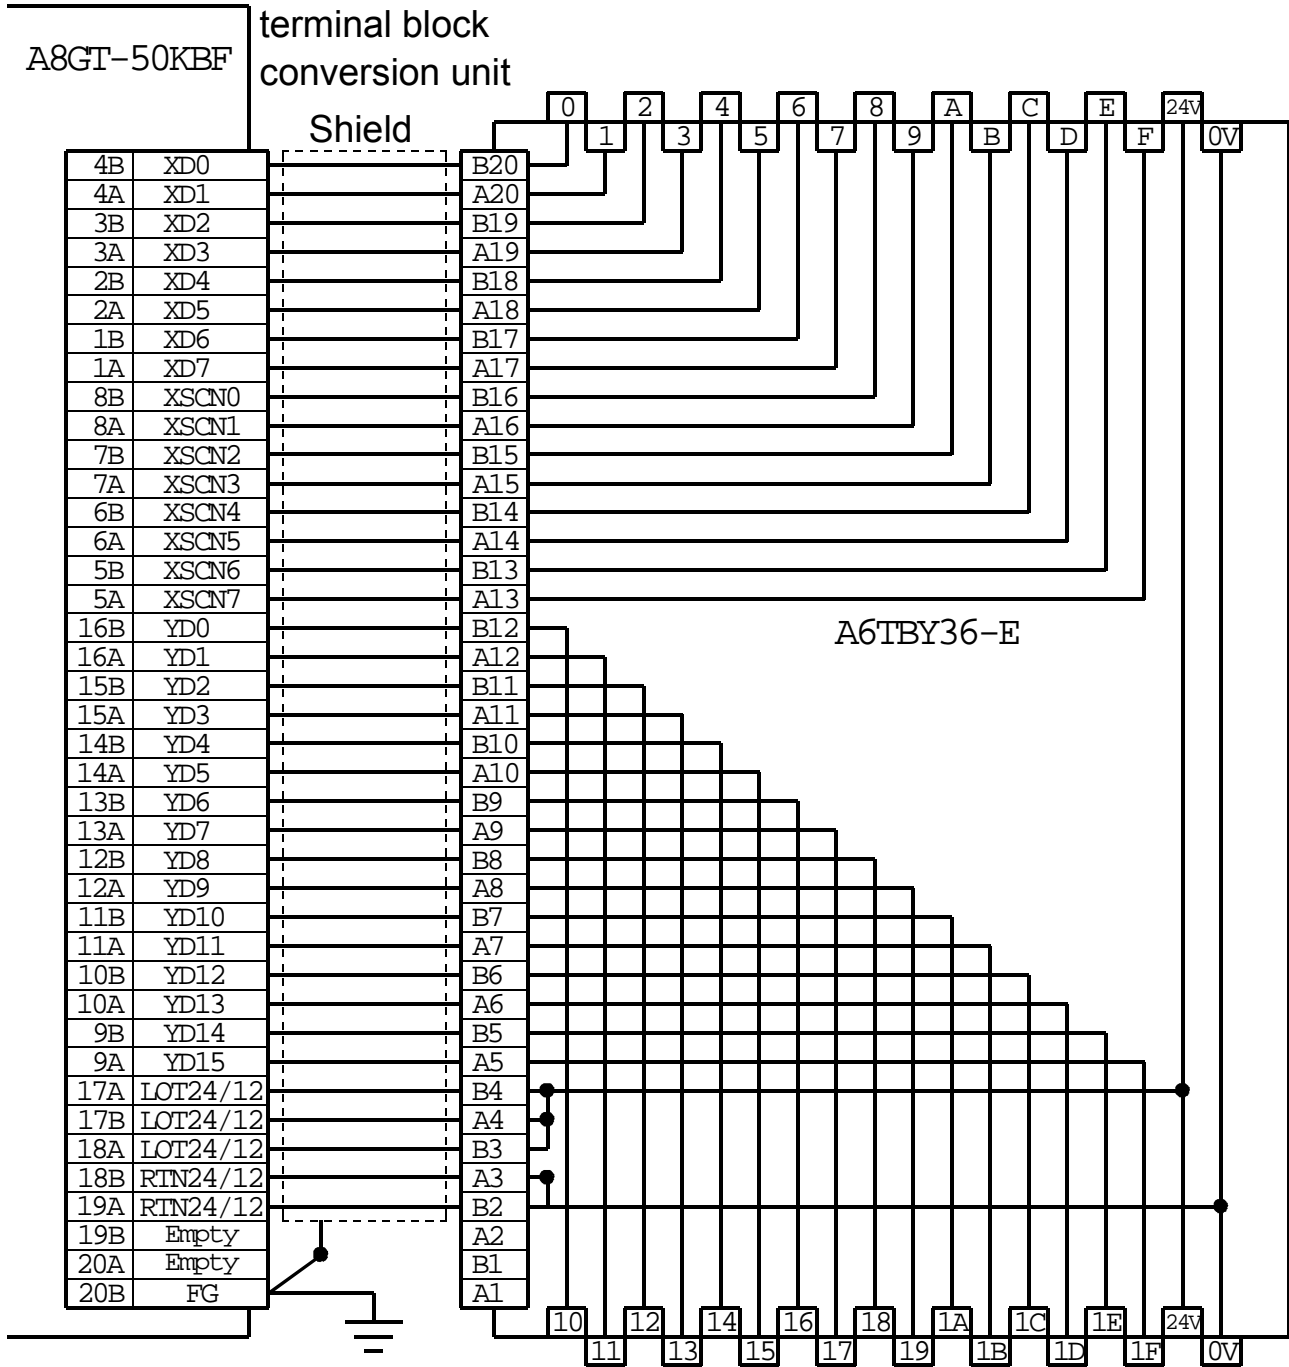 terminal block
A8GT-50KBF
conversion unit
0 2 4 6 8 A C E 24V
Shield
1 3 5 7 9 B D F 0V
4B XD0 B20
4A XD1 A20
3B XD2 B19
3A XD3 A19
2B XD4 B18
2A XD5 A18
1B XD6 B17
1A XD7 A17
8B XSCN0 B16
8A XSCN1 A16
7B XSCN2 B15
7A XSCN3 A15
6B XSCN4 B14
6A XSCN5 A14
5B XSCN6 B13
5A XSCN7 A13
16B YD0 B12 A6TBY36-E
16A YD1 A12
15B YD2 B11
15A YD3 A11
14B YD4 B10
14A YD5 A10
13B YD6 B9
13A YD7 A9
12B YD8 B8
12A YD9 A8
11B YD10 B7
11A YD11 A7
10B YD12 B6
10A YD13 A6
9B YD14 B5
9A YD15 A5
17A LOT24/12 B4
17B LOT24/12 A4
18A LOT24/12 B3
18B RTN24/12 A3
19A RTN24/12 B2
19B Empty A2
20A Empty B1
20B FG A1
10 12 14 16 18 1A 1C 1E 24V
11 13 15 17 19 1B 1D 1F 0V